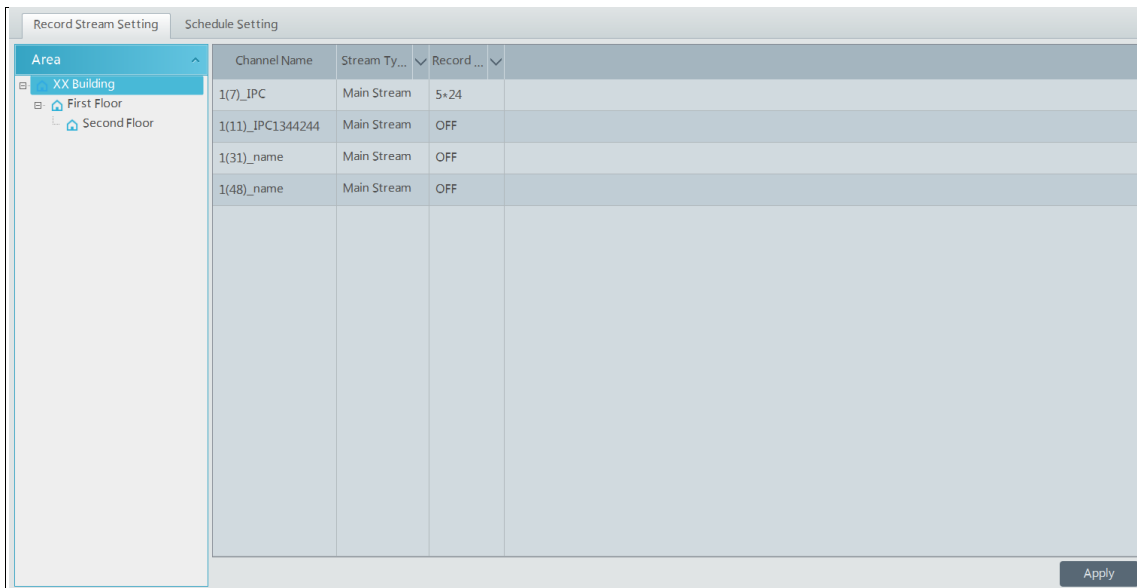 Record Stream Setting Schedule Setting
Area
XX Building
First Floor
Second Floor
Channel Name Stream Ty... Record ...
1(7)_IPC Main Stream 5*24
1(11)_IPC1344244 Main Stream OFF
1(31)_name Main Stream OFF
1(48)_name Main Stream OFF
Apply